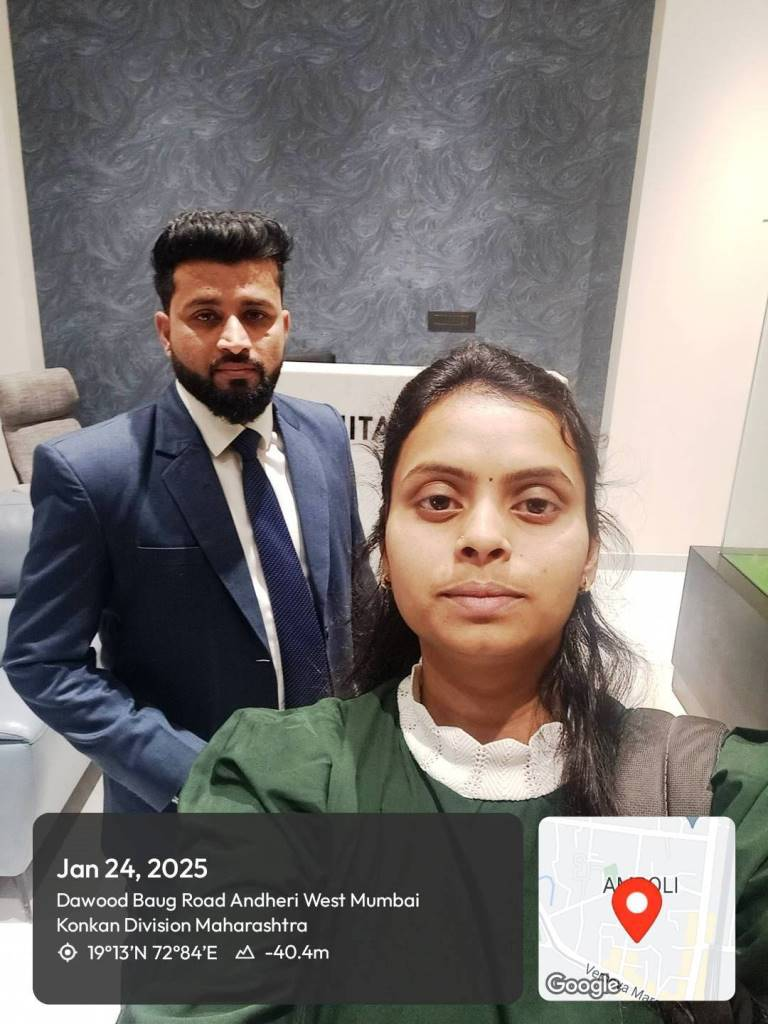 ITA
Jan 24, 2025
Dawood Baug Road Andheri West Mumbai
Konkan Division Maharashtra
19°13’N 72°84’E -40.4m
Google